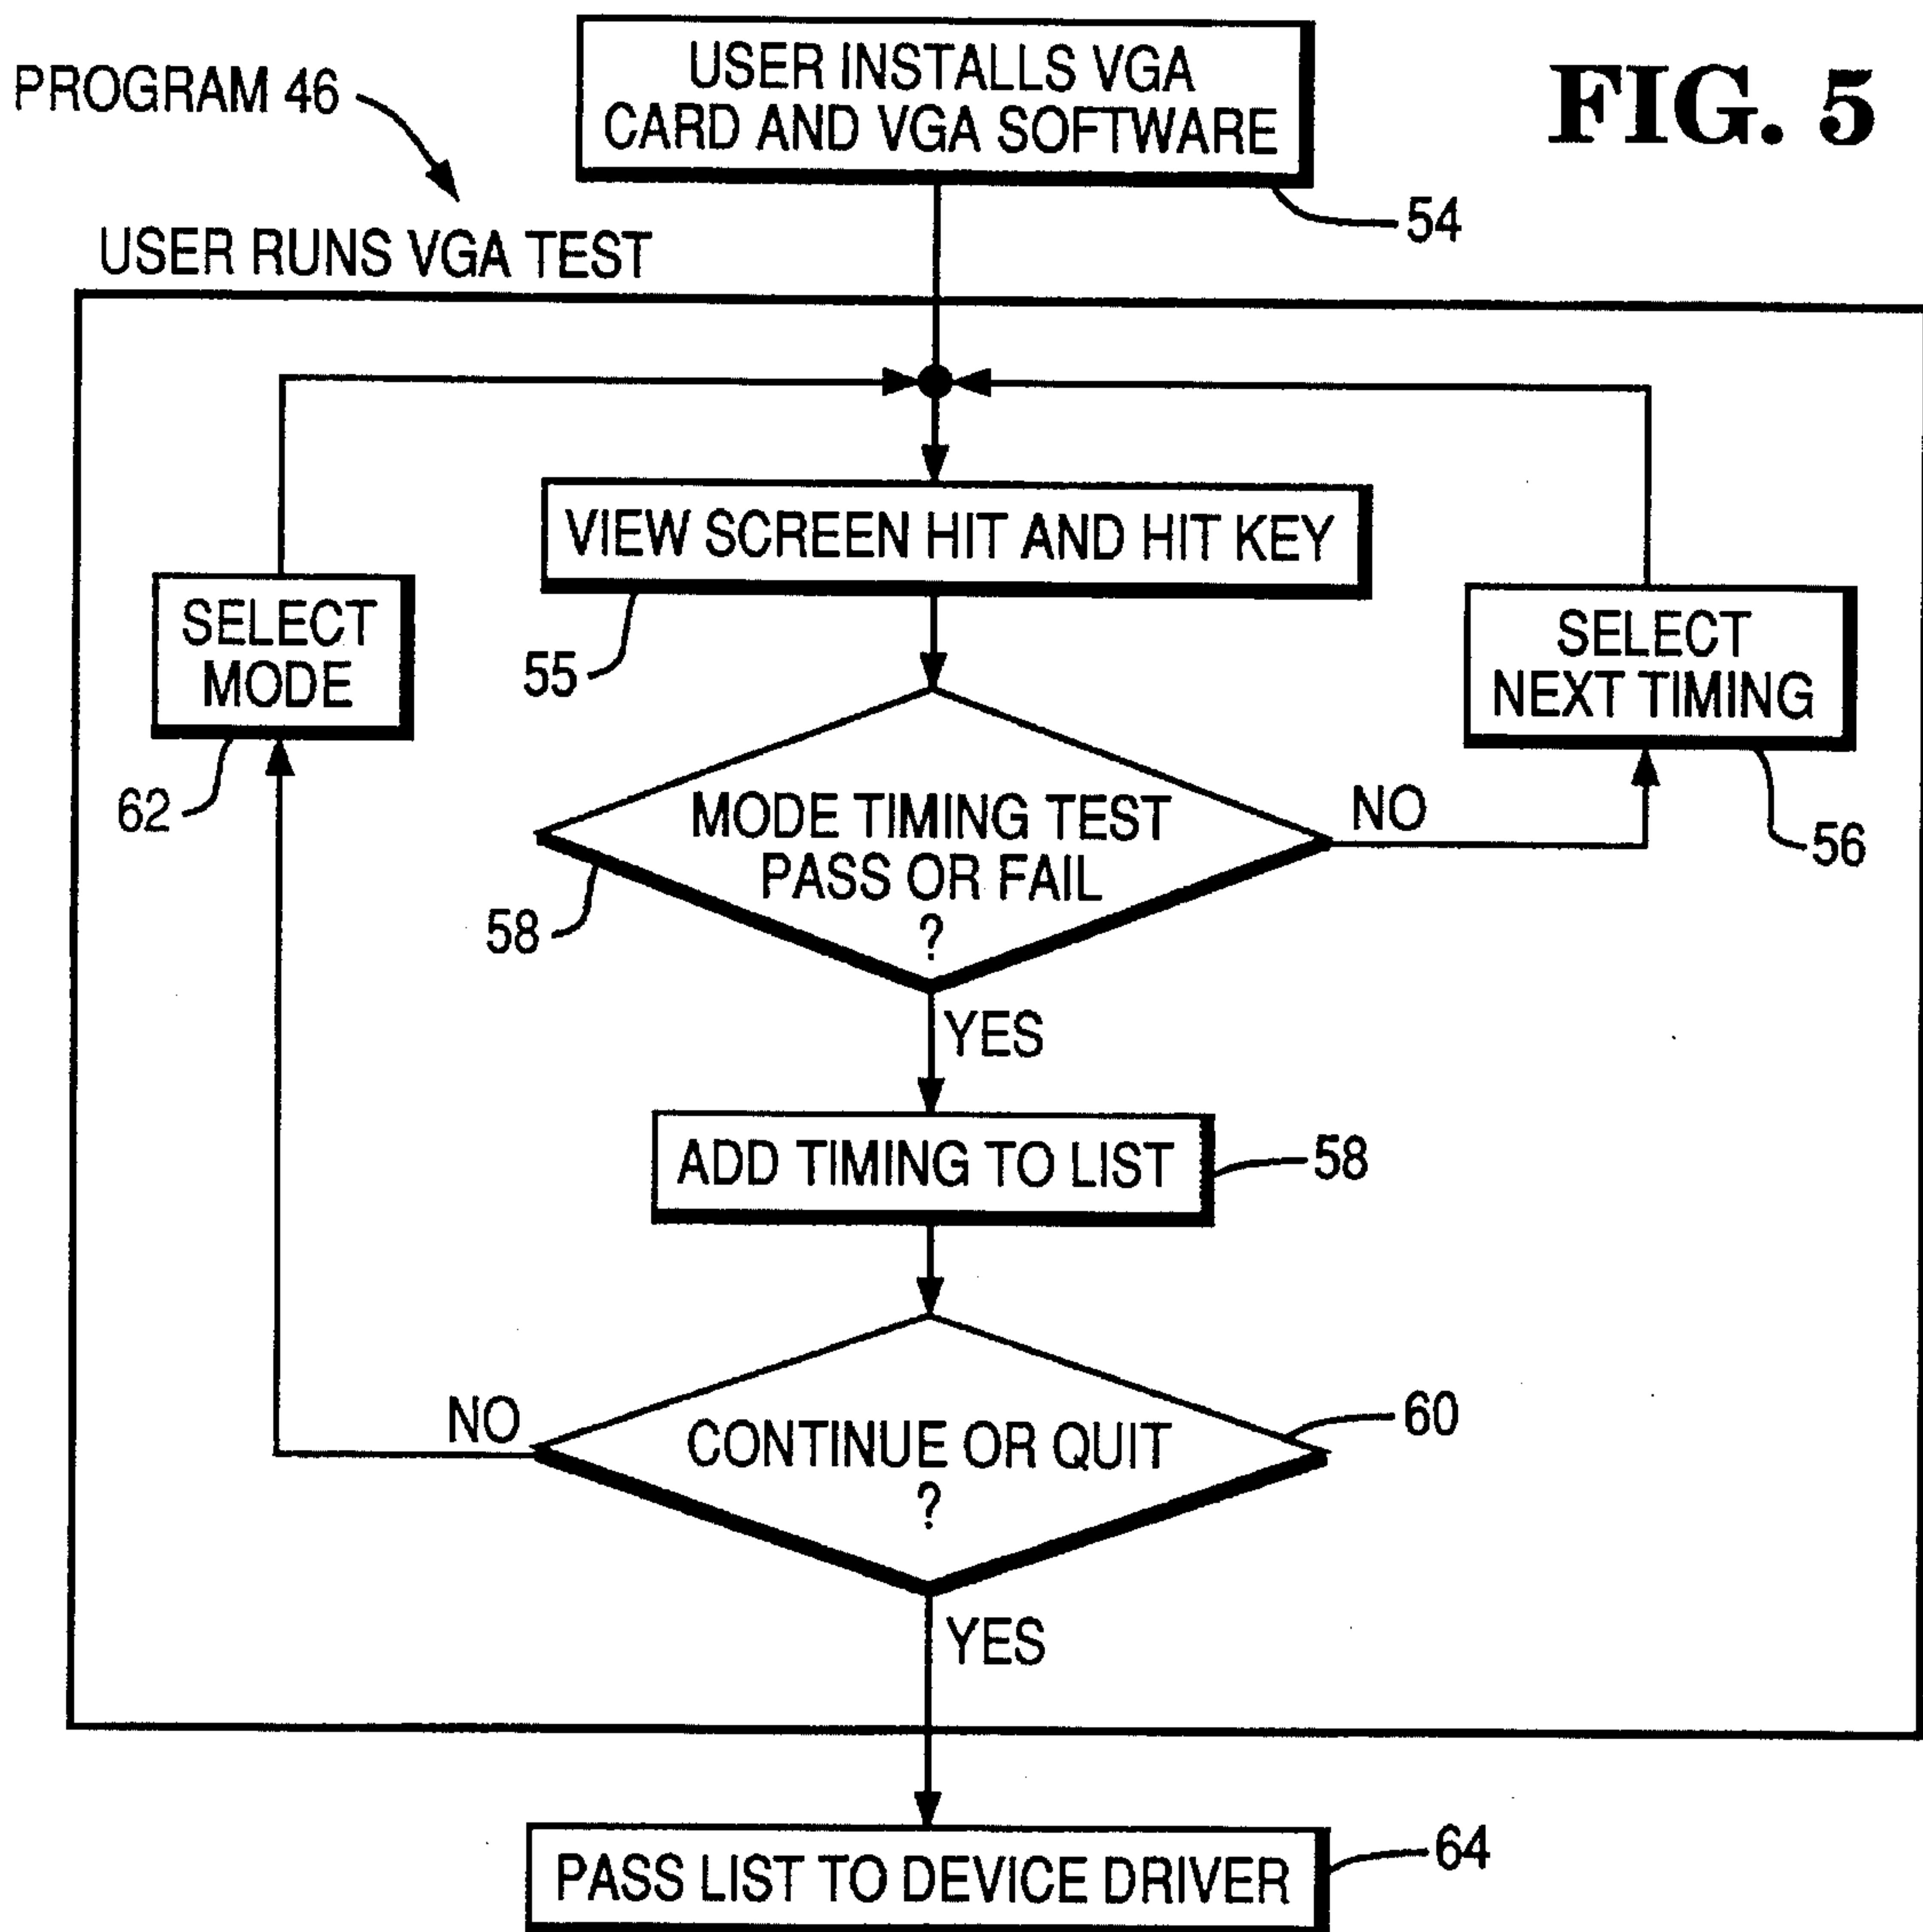 PROGRAM 46
USER INSTALLS VGA
CARD AND VGA SOFTWARE
FIG. 5
54
USER RUNS VGA TEST
VIEW SCREEN HIT AND HIT KEY
55
SELECT
MODE
62
SELECT
NEXT TIMING
56
MODE TIMING TEST
PASS OR FAIL
?
58
NO
YES
ADD TIMING TO LIST
58
CONTINUE OR QUIT
?
60
NO
YES
PASS LIST TO DEVICE DRIVER
64